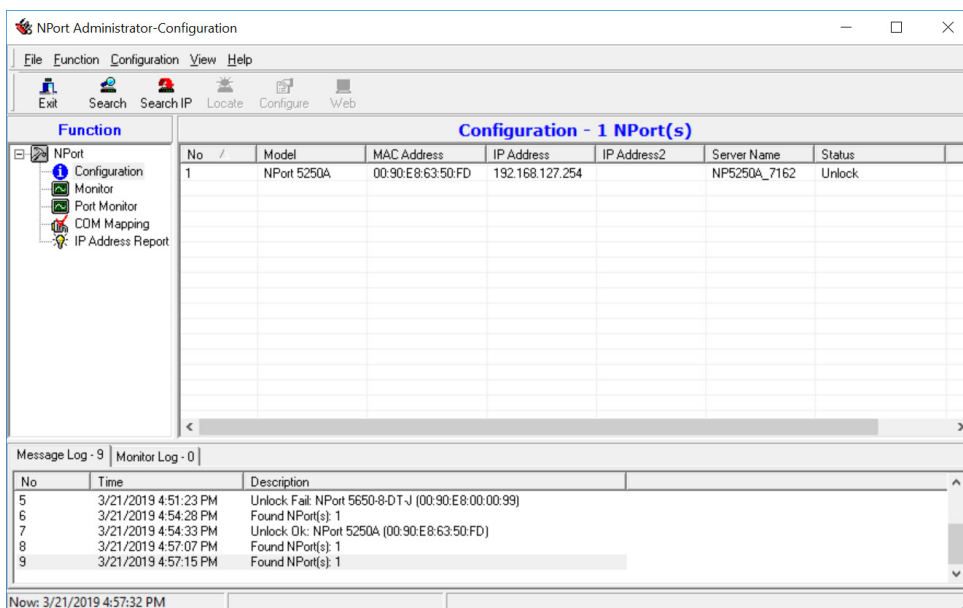 NPort Administrator-Configuration
File Function Configuration View Help
Exit Search Search IP Locate Configure Web
Function
Configuration - 1 NPort(s)
NPort
Configuration
Monitor
Port Monitor
COM Mapping
IP Address Report
No Model MAC Address IP Address IP Address2 Server Name Status
1 NPort 5250A 00:90:E8:63:50:FD 192.168.127.254 NP5250A_7162 Unlock
Message Log - 9 Monitor Log - 0
No Time Description
5 3/21/2019 4:51:23 PM Unlock Fail: NPort 5650-8-DT-J (00:90:E8:00:00:99)
6 3/21/2019 4:54:28 PM Found NPort(s): 1
7 3/21/2019 4:54:33 PM Unlock Ok: NPort 5250A (00:90:E8:63:50:FD)
8 3/21/2019 4:57:07 PM Found NPort(s): 1
9 3/21/2019 4:57:15 PM Found NPort(s): 1
Now: 3/21/2019 4:57:32 PM